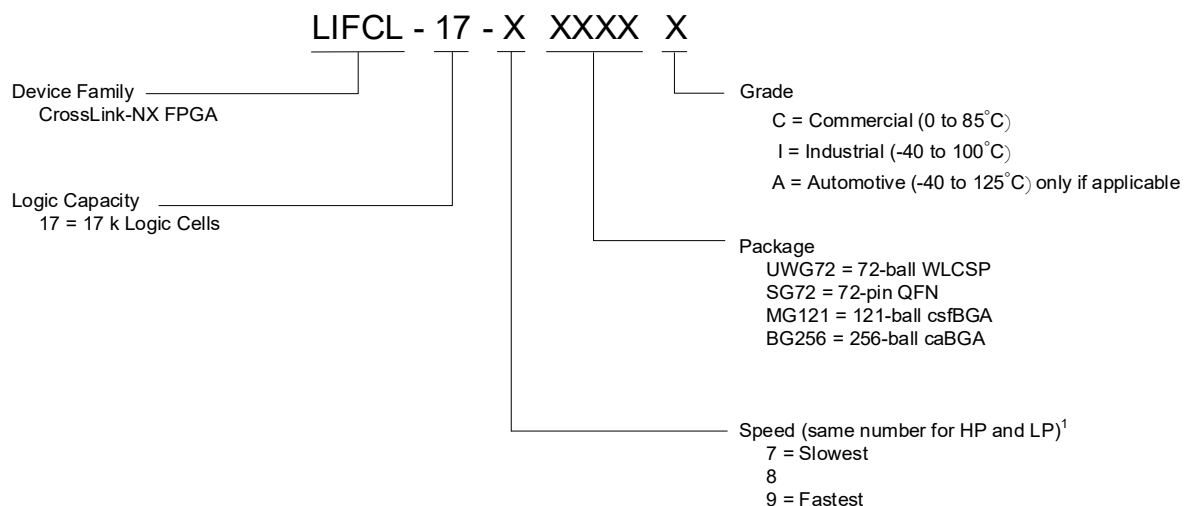 LIFCL - 17 - X XXXX X
Device Family
CrossLink-NX FPGA
Logic Capacity
17 = 17 k Logic Cells
Grade
C = Commercial (0 to 85°C)
I = Industrial (-40 to 100°C)
A = Automotive (-40 to 125°C) only if applicable
Package
UWG72 = 72-ball WLCSP
SG72 = 72-pin QFN
MG121 = 121-ball csfBGA
BG256 = 256-ball caBGA
Speed (same number for HP and LP)¹
7 = Slowest
8
9 = Fastest